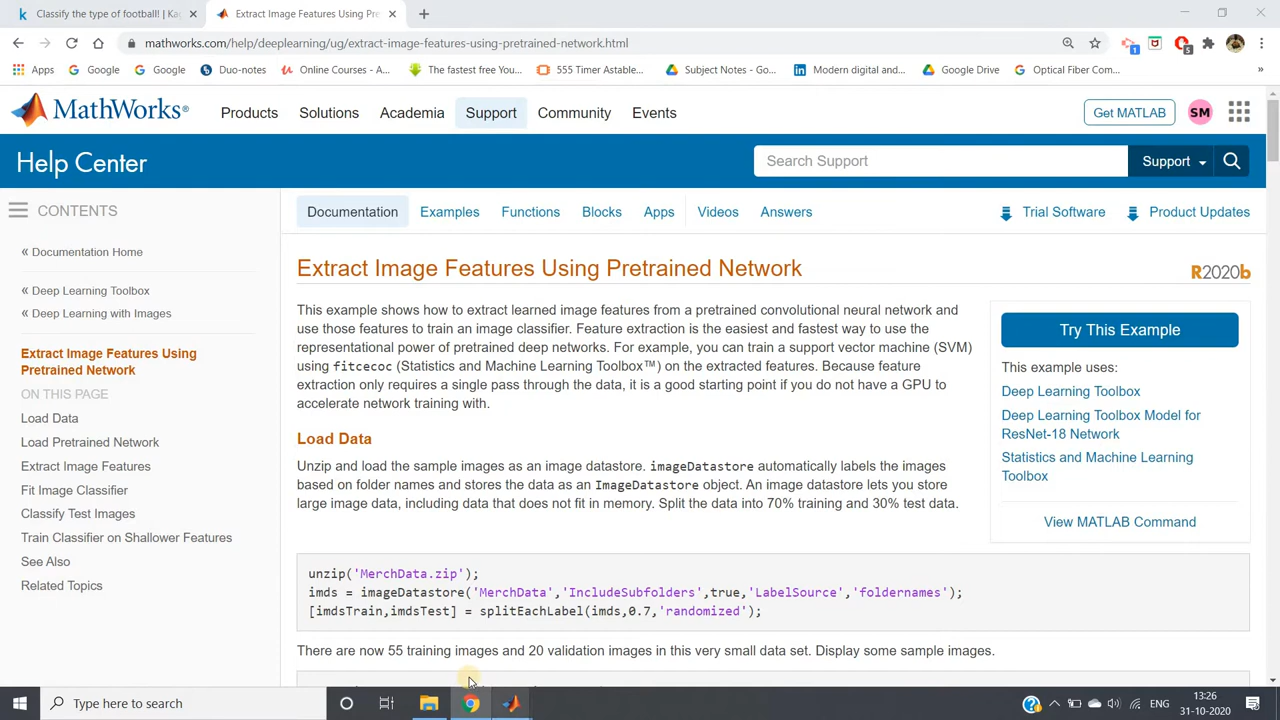 Classify the type of football! | Ka
Extract Image Features Using Pre
mathworks.com/help/deeplearning/ug/extract-image-features-using-pretrained-network.html
Apps
Google
Google
Duo-notes
Online Courses - A...
The fastest free You...
555 Timer Astable...
Subject Notes - Go...
Modern digital and...
Google Drive
Optical Fiber Com...
»
MathWorks®
Products
Solutions
Academia
Support
Community
Events
Get MATLAB
SM
Help Center
Search Support
Support
CONTENTS
Documentation
Examples
Functions
Blocks
Apps
Videos
Answers
Trial Software
Product Updates
« Documentation Home
« Deep Learning Toolbox
« Deep Learning with Images
Extract Image Features Using
Pretrained Network
ON THIS PAGE
Load Data
Load Pretrained Network
Extract Image Features
Fit Image Classifier
Classify Test Images
Train Classifier on Shallower Features
See Also
Related Topics
Extract Image Features Using Pretrained Network
R2020b
This example shows how to extract learned image features from a pretrained convolutional neural network and
use those features to train an image classifier. Feature extraction is the easiest and fastest way to use the
representational power of pretrained deep networks. For example, you can train a support vector machine (SVM)
using fitcecoc (Statistics and Machine Learning Toolbox™) on the extracted features. Because feature
extraction only requires a single pass through the data, it is a good starting point if you do not have a GPU to
accelerate network training with.
Try This Example
This example uses:
Deep Learning Toolbox
Deep Learning Toolbox Model for
ResNet-18 Network
Statistics and Machine Learning
Toolbox
View MATLAB Command
Load Data
Unzip and load the sample images as an image datastore. imageDatastore automatically labels the images
based on folder names and stores the data as an ImageDatastore object. An image datastore lets you store
large image data, including data that does not fit in memory. Split the data into 70% training and 30% test data.
unzip('MerchData.zip');
imds = imageDatastore('MerchData','IncludeSubfolders',true,'LabelSource','foldernames');
[imdsTrain,imdsTest] = splitEachLabel(imds,0.7,'randomized');
There are now 55 training images and 20 validation images in this very small data set. Display some sample images.
Type here to search
ENG
13:26
31-10-2020